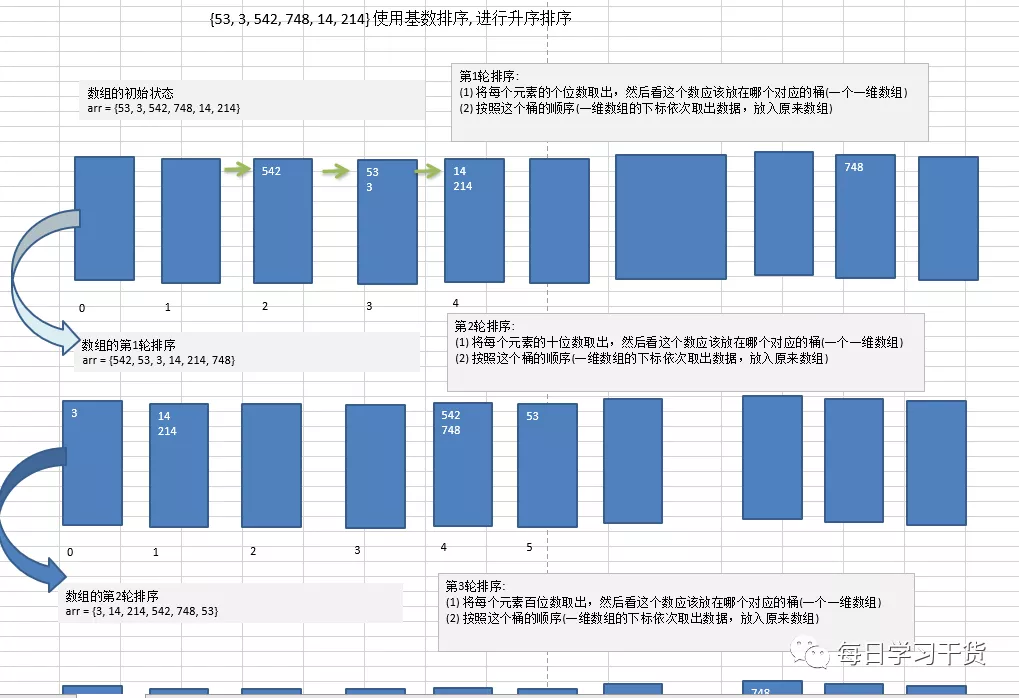 {53, 3, 542, 748, 14, 214} 使用基数排序, 进行升序排序
数组的初始状态
arr = {53, 3, 542, 748, 14, 214}
第1轮排序:
(1) 将每个元素的个位数取出，然后看这个数应该放在哪个对应的桶(一个一维数组)
(2) 按照这个桶的顺序(一维数组的下标依次取出数据，放入原来数组)
542
53
3
14
214
748
0
1
2
3
4
数组的第1轮排序
arr = {542, 53, 3, 14, 214, 748}
第2轮排序:
(1) 将每个元素的十位数取出，然后看这个数应该放在哪个对应的桶(一个一维数组)
(2) 按照这个桶的顺序(一维数组的下标依次取出数据，放入原来数组)
3
14
214
542
748
53
0
1
2
3
4
5
数组的第2轮排序
arr = {3, 14, 214, 542, 748, 53}
第3轮排序:
(1) 将每个元素百位数取出，然后看这个数应该放在哪个对应的桶(一个一维数组)
(2) 按照这个桶的顺序(一维数组的下标依次取出数据，放入原来数组)
每日学习干货
748